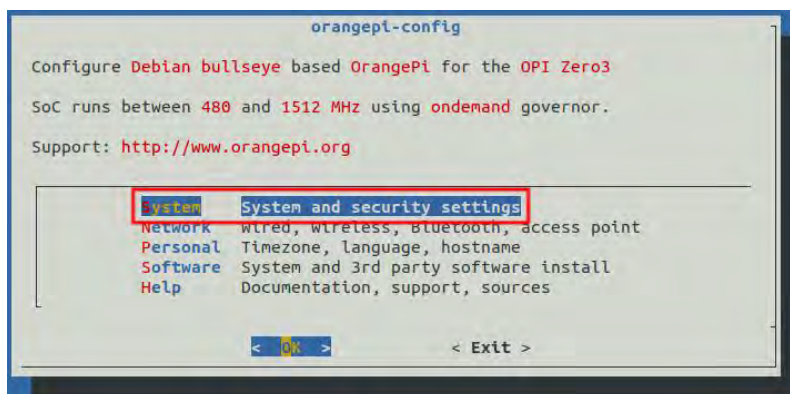 orangepi-config
Configure Debian bullseye based OrangePi for the OPI Zero3
SoC runs between 480 and 1512 MHz using ondemand governor.
Support: http://www.orangepi.org
System System and security settings
Network Wired, wireless, Bluetooth, access point
Personal Timezone, language, hostname
Software System and 3rd party software install
Help Documentation, support, sources
< OK > < Exit >